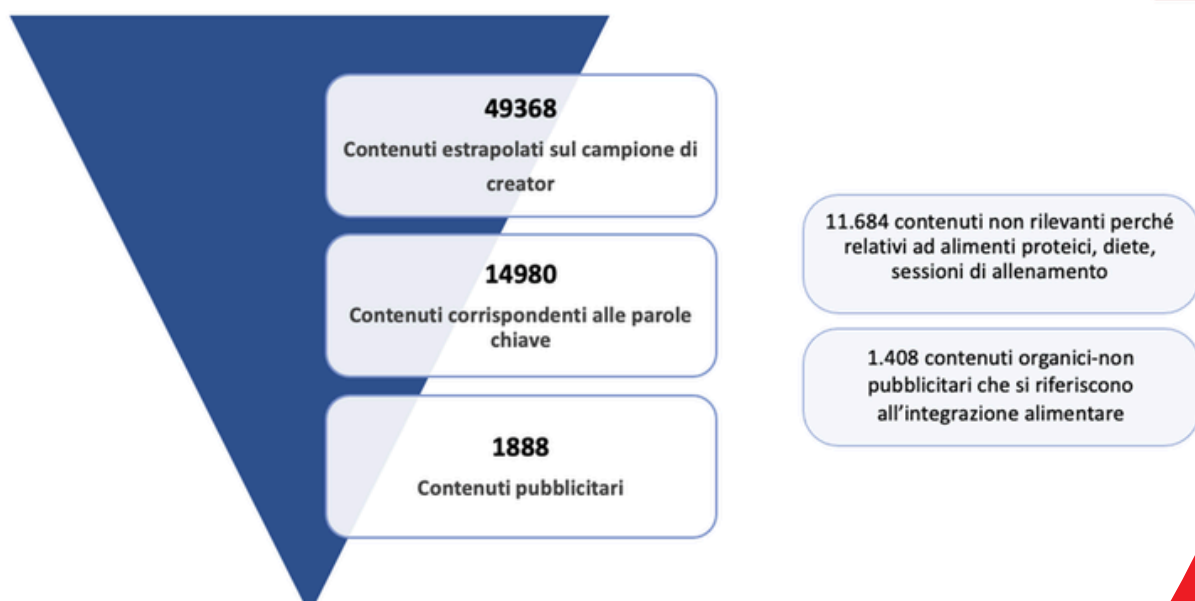 49368
Contenuti estrapolati sul campione di
creator
14980
Contenuti corrispondenti alle parole
chiave
1888
Contenuti pubblicitari
11.684 contenuti non rilevanti perché
relativi ad alimenti proteici, diete,
sessioni di allenamento
1.408 contenuti organici-non
pubblicitari che si riferiscono
all’integrazione alimentare